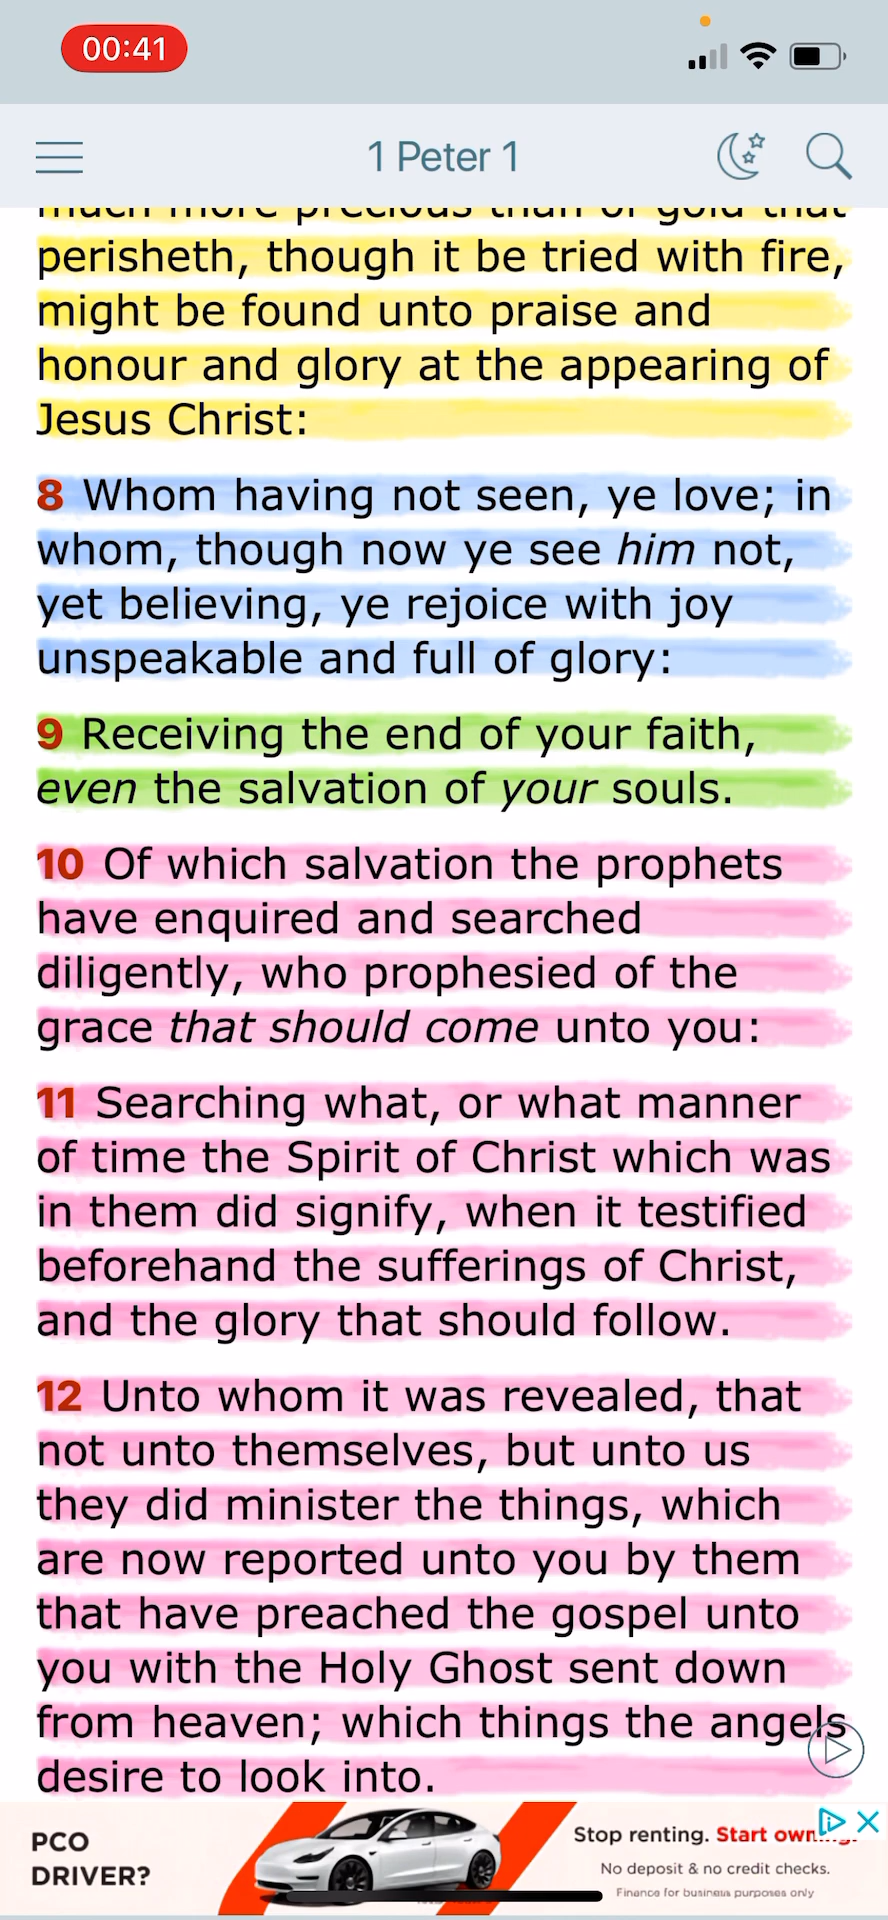 00:41
1 Peter 1
much more precious than of gold that
perisheth, though it be tried with fire,
might be found unto praise and
honour and glory at the appearing of
Jesus Christ:
8 Whom having not seen, ye love; in
whom, though now ye see him not,
yet believing, ye rejoice with joy
unspeakable and full of glory:
9 Receiving the end of your faith,
even the salvation of your souls.
10 Of which salvation the prophets
have enquired and searched
diligently, who prophesied of the
grace that should come unto you:
11 Searching what, or what manner
of time the Spirit of Christ which was
in them did signify, when it testified
beforehand the sufferings of Christ,
and the glory that should follow.
12 Unto whom it was revealed, that
not unto themselves, but unto us
they did minister the things, which
are now reported unto you by them
that have preached the gospel unto
you with the Holy Ghost sent down
from heaven; which things the angels
desire to look into.
PCO
DRIVER?
Stop renting. Start
No deposit & no credit checks.
Finance for business purposes only